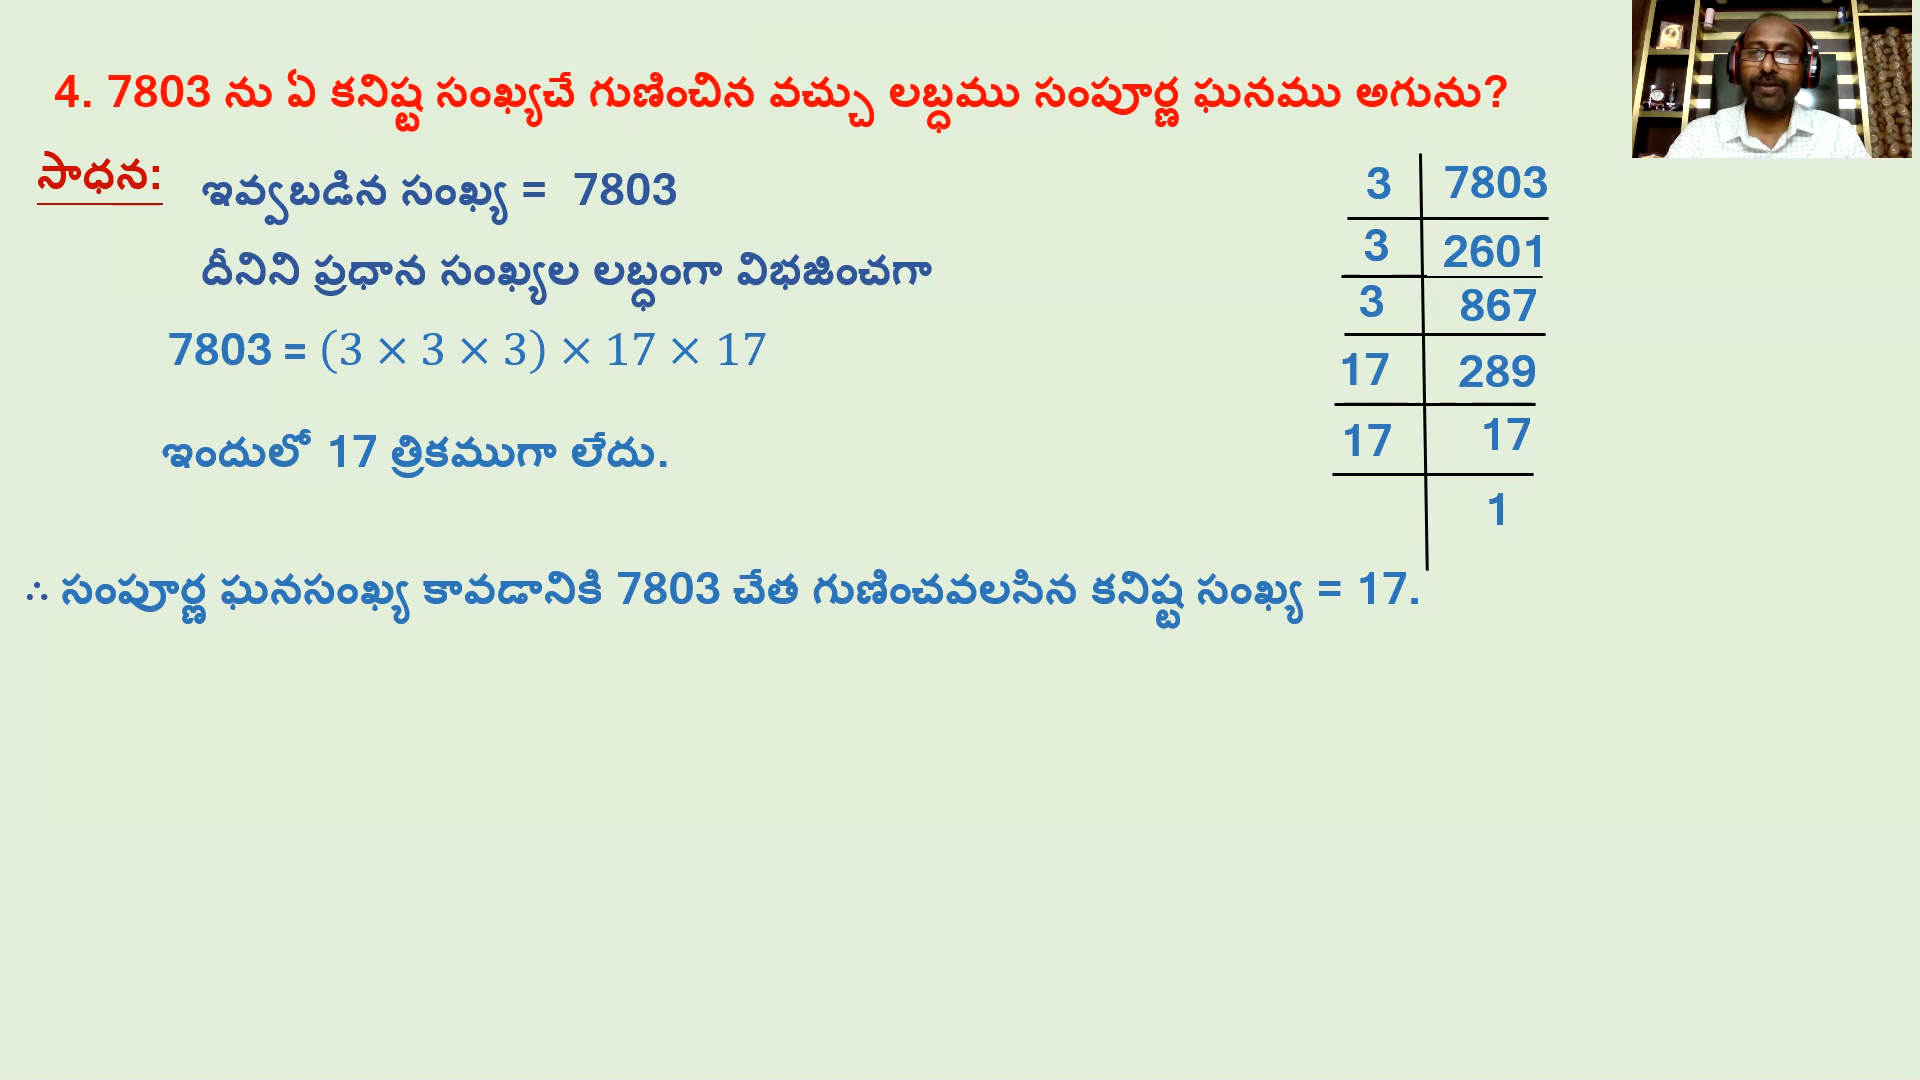 4. 7803 ను ఏ కనిష్ట సంఖ్యచే గుణించిన వచ్చు లబ్ధము సంపూర్ణ ఘనము అగును?
సాధన:
ఇవ్వబడిన సంఖ్య = 7803
దీనిని ప్రధాన సంఖ్యల లబ్ధంగా విభజించగా
7803 = (3 × 3 × 3) × 17 × 17
ఇందులో 17 త్రికముగా లేదు.
3 7803
3 2601
3 867
17 289
17 17
1
∴ సంపూర్ణ ఘనసంఖ్య కావడానికి 7803 చేత గుణించవలసిన కనిష్ట సంఖ్య = 17.